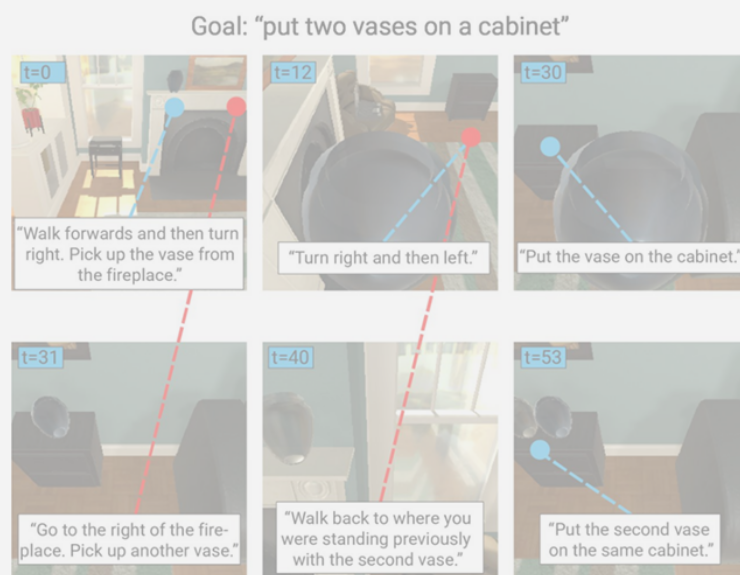 Goal: “put two vases on a cabinet”
t=0
t=12
t=30
“Walk forwards and then turn
right. Pick up the vase from
the fireplace.”
“Turn right and then left.”
“Put the vase on the cabinet.”
t=31
t=40
t=53
“Go to the right of the fire-
place. Pick up another vase.”
“Walk back to where you
were standing previously
with the second vase.”
“Put the second vase
on the same cabinet.”